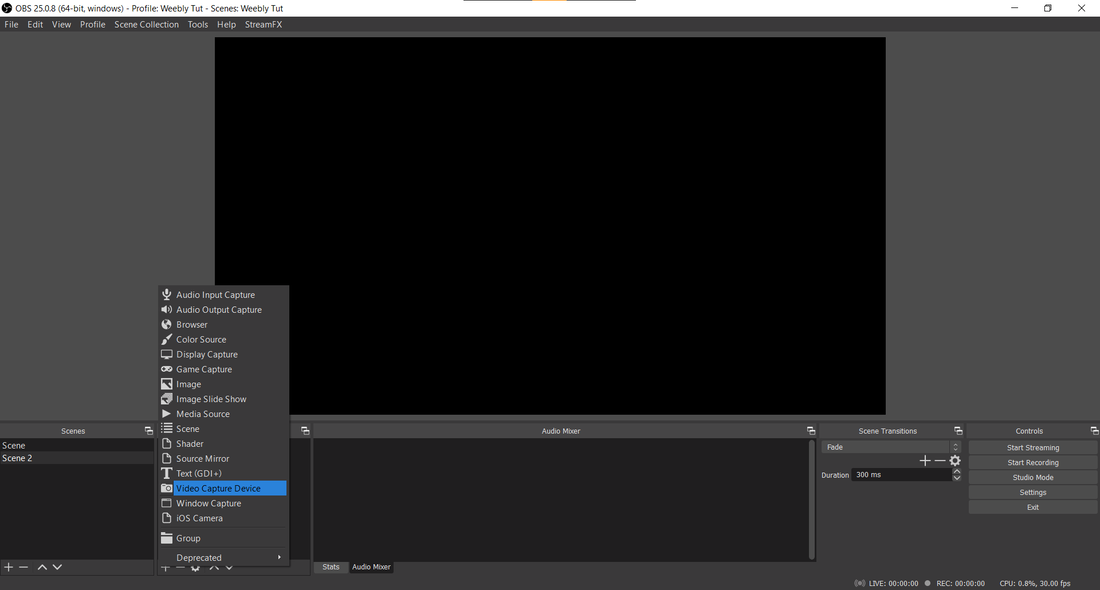 OBS 25.0.8 (64-bit, windows) - Profile: Weebly Tut - Scenes: Weebly Tut
File Edit View Profile Scene Collection Tools Help StreamFX
Audio Input Capture
Audio Output Capture
Browser
Color Source
Display Capture
Game Capture
Image
Image Slide Show
Media Source
Scene
Shader
Source Mirror
Text (GDI+)
Video Capture Device
Window Capture
iOS Camera
Group
Deprecated
Scenes
Scene
Scene 2
Audio Mixer
Stats Audio Mixer
Scene Transitions
Fade
Duration 300 ms
Controls
Start Streaming
Start Recording
Studio Mode
Settings
Exit
LIVE: 00:00:00 REC: 00:00:00 CPU: 0.8%, 30.00 fps